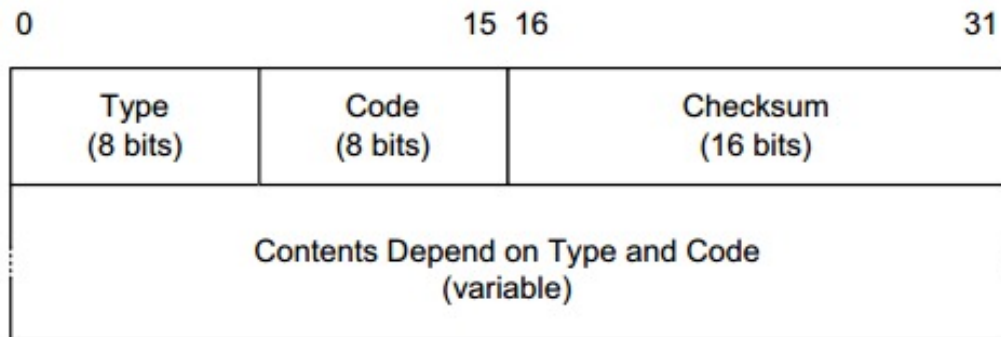 0 15 16 31
Type Code Checksum
(8 bits) (8 bits) (16 bits)
Contents Depend on Type and Code
(variable)